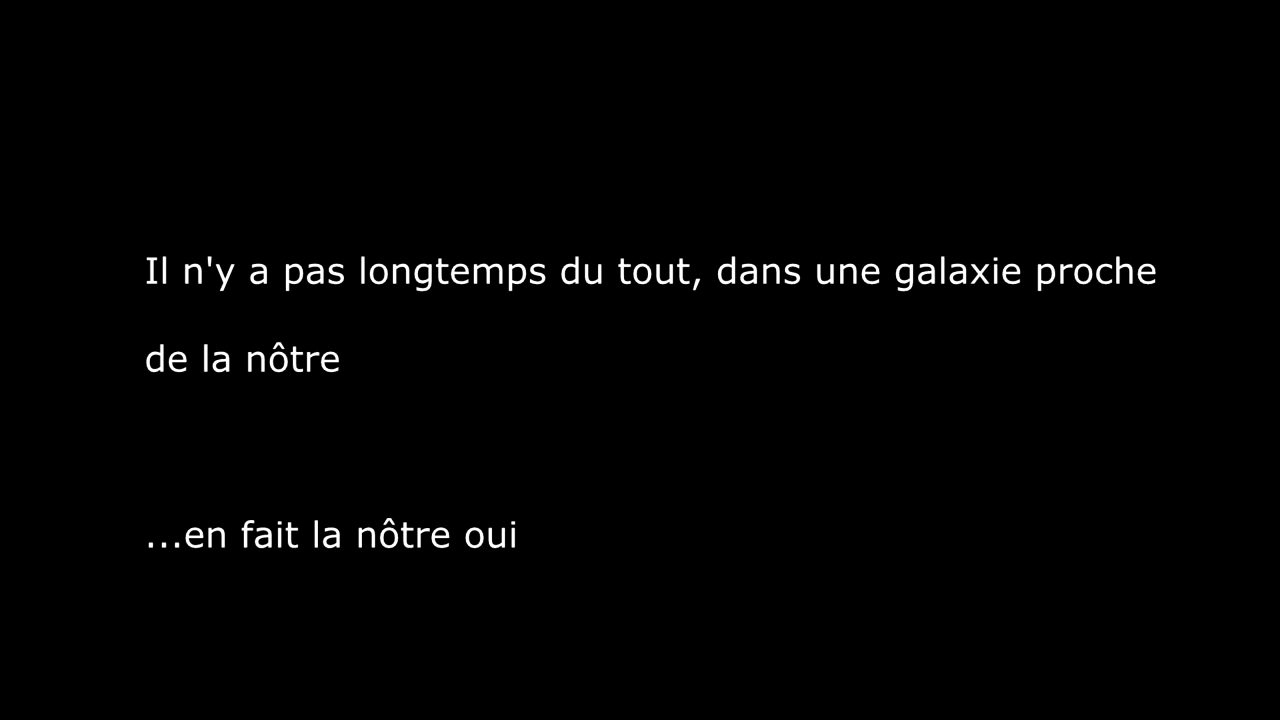 Il n'y a pas longtemps du tout, dans une galaxie proche
de la nôtre
...en fait la nôtre oui